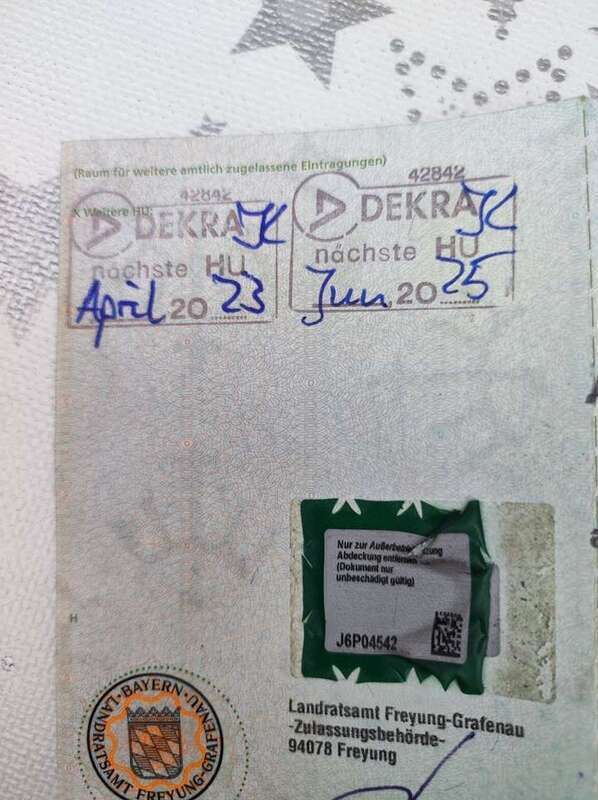 (Raum für weitere amtlich zugelassene Eintragungen)
X Weitere HU:
42842
DEKRA JK
nächste HU
April 2023
42842
DEKRA JK
nächste HU
Jun 2025
Nur zur Außerbetriebsetzung
Abdeckung entfernen
(Dokument nur
unbeschädigt gültig)
J6P04542
H
Landratsamt Freyung-Grafenau
-Zulassungsbehörde-
94078 Freyung
BAYERN
LANDRATSAMT FREYUNG-GRAFENAU